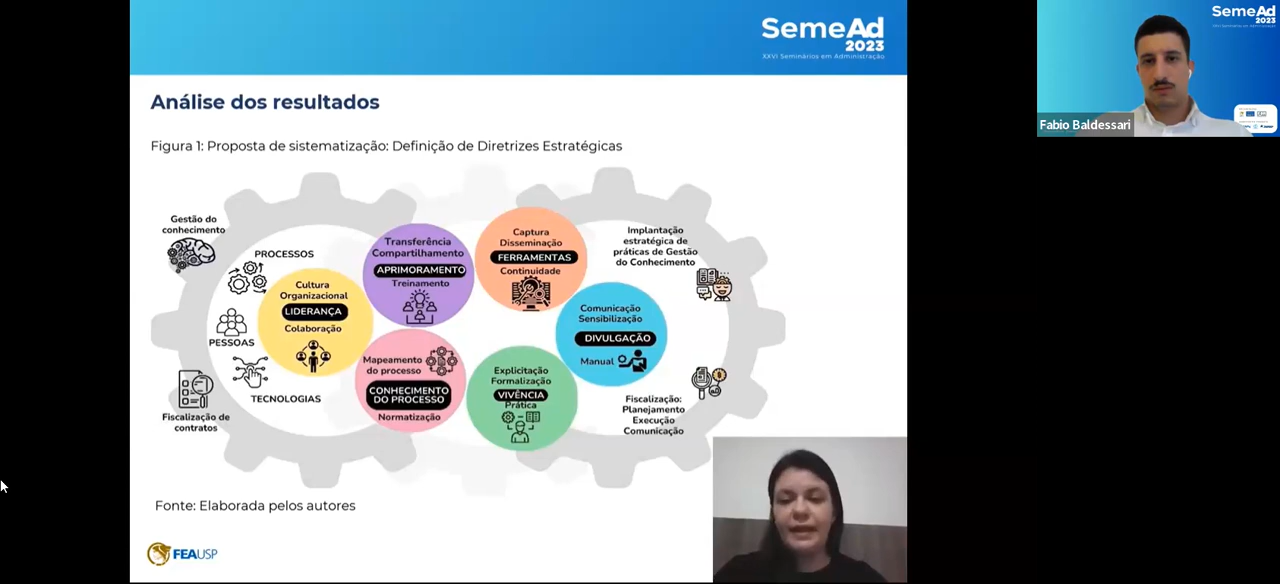 SemeAd
2023
XXVI Seminários em Administração
SemeAd
2023
Fabio Baldessari
Análise dos resultados
Figura 1: Proposta de sistematização: Definição de Diretrizes Estratégicas
Gestão do
conhecimento
PROCESSOS
PESSOAS
TECNOLOGIAS
Fiscalização de
contratos
Cultura
Organizacional
LIDERANÇA
Colaboração
Transferência
Compartilhamento
APRIMORAMENTO
Treinamento
Mapeamento
do processo
CONHECIMENTO
DO PROCESSO
Normatização
Captura
Disseminação
FERRAMENTAS
Continuidade
Explicitação
Formalização
VIVÊNCIA
Prática
Comunicação
Sensibilização
DIVULGAÇÃO
Manual
Implantação
estratégica de
práticas de Gestão
do Conhecimento
Fiscalização:
Planejamento
Execução
Comunicação
Fonte: Elaborada pelos autores
FEAUSP